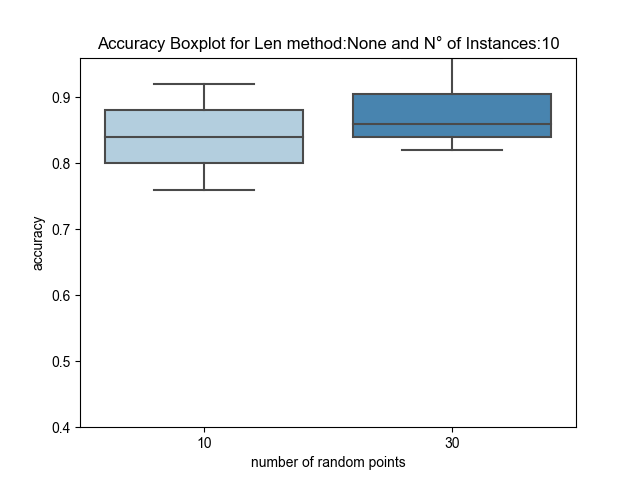 Accuracy Boxplot for Len method:None and N° of Instances:10
accuracy
0.9
0.8
0.7
0.6
0.5
0.4
10
30
number of random points